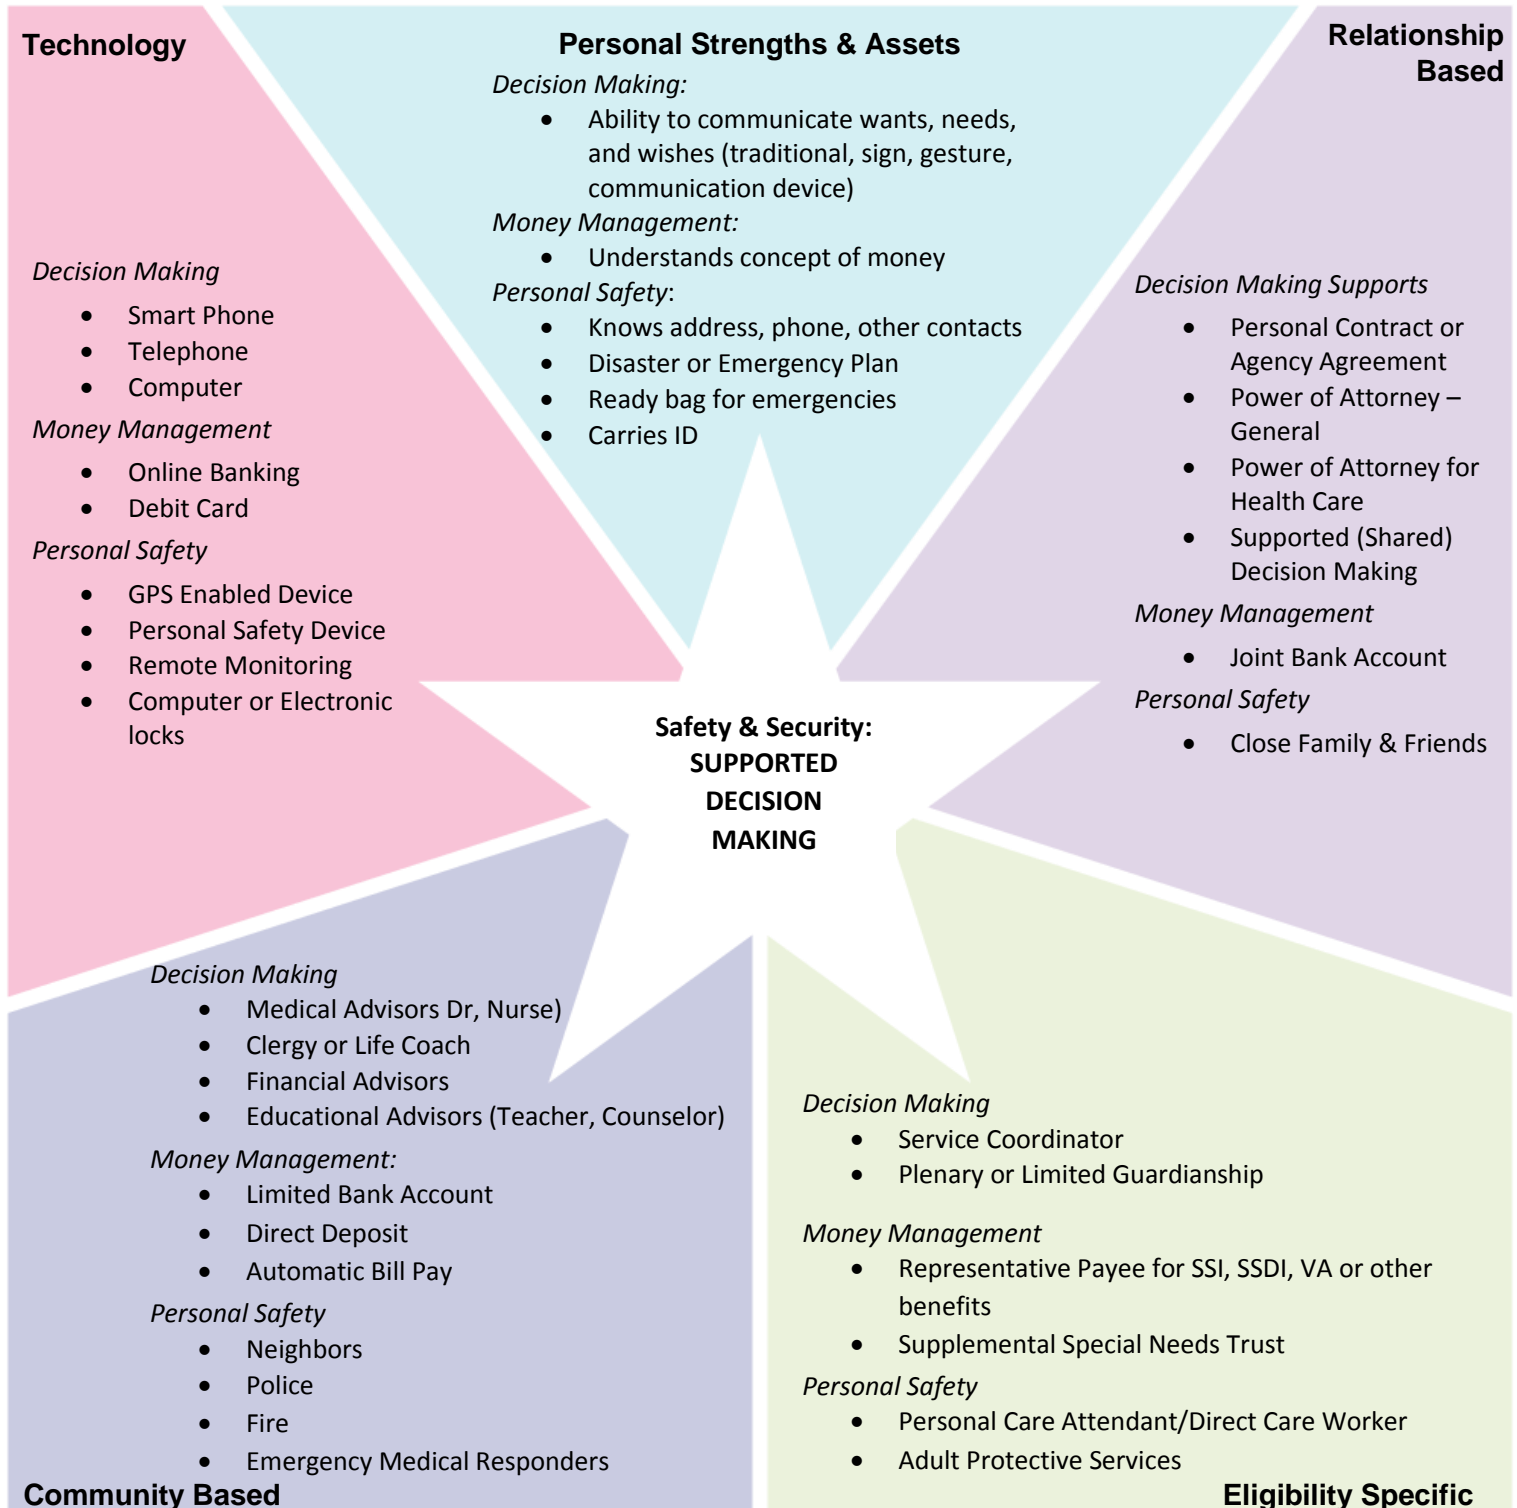 Technology
Decision Making
• Smart Phone
• Telephone
• Computer
Money Management
• Online Banking
• Debit Card
Personal Safety
• GPS Enabled Device
• Personal Safety Device
• Remote Monitoring
• Computer or Electronic
locks
Personal Strengths & Assets
Decision Making:
• Ability to communicate wants, needs,
and wishes (traditional, sign, gesture,
communication device)
Money Management:
• Understands concept of money
Personal Safety:
• Knows address, phone, other contacts
• Disaster or Emergency Plan
• Ready bag for emergencies
• Carries ID
Relationship
Based
Decision Making Supports
• Personal Contract or
Agency Agreement
• Power of Attorney –
General
• Power of Attorney for
Health Care
• Supported (Shared)
Decision Making
Money Management
• Joint Bank Account
Personal Safety
• Close Family & Friends
Safety & Security:
SUPPORTED
DECISION
MAKING
Decision Making
• Medical Advisors Dr, Nurse)
• Clergy or Life Coach
• Financial Advisors
• Educational Advisors (Teacher, Counselor)
Money Management:
• Limited Bank Account
• Direct Deposit
• Automatic Bill Pay
Personal Safety
• Neighbors
• Police
• Fire
• Emergency Medical Responders
Community Based
Decision Making
• Service Coordinator
• Plenary or Limited Guardianship
Money Management
• Representative Payee for SSI, SSDI, VA or other
benefits
• Supplemental Special Needs Trust
Personal Safety
• Personal Care Attendant/Direct Care Worker
• Adult Protective Services
Eligibility Specific